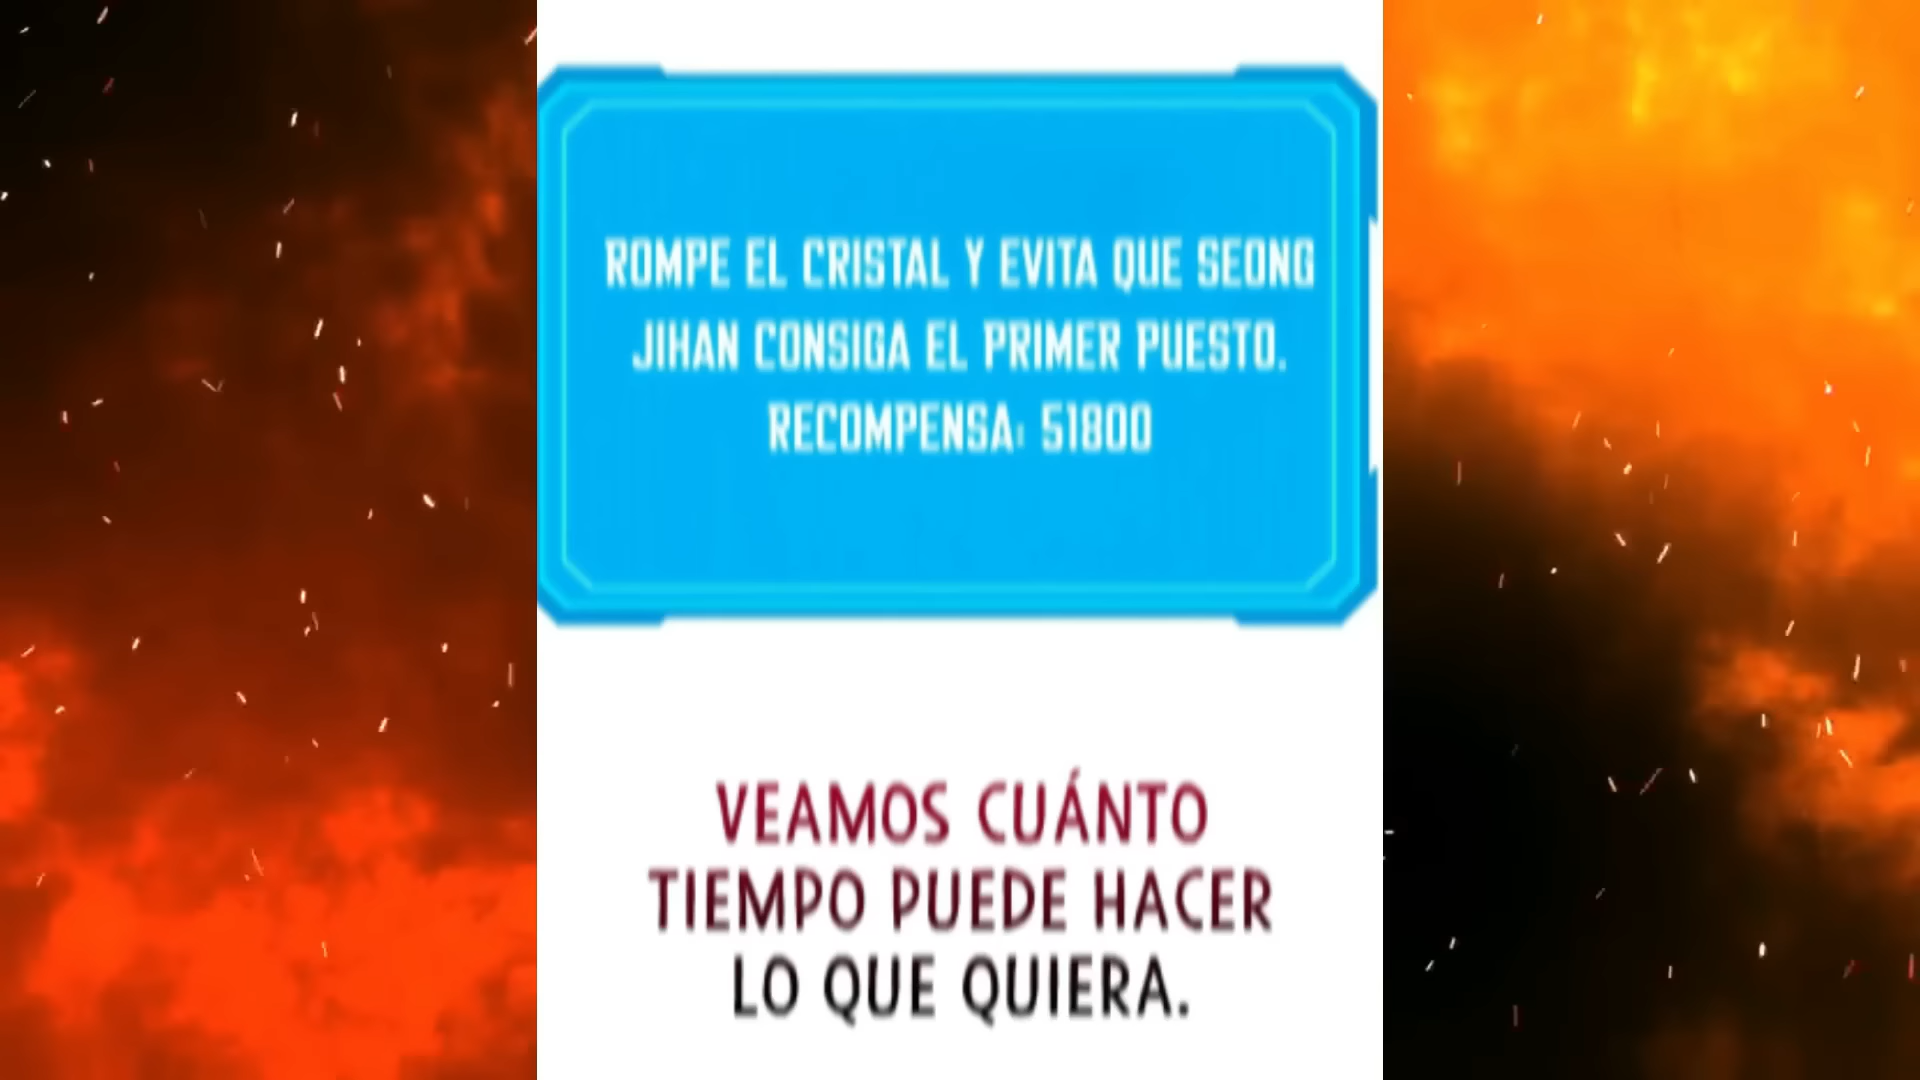 ROMPE EL CRISTAL Y EVITA QUE SEONG
JIHAN CONSIGA EL PRIMER PUESTO.
RECOMPENSA: 51800
VEAMOS CUÁNTO
TIEMPO PUEDE HACER
LO QUE QUIERA.